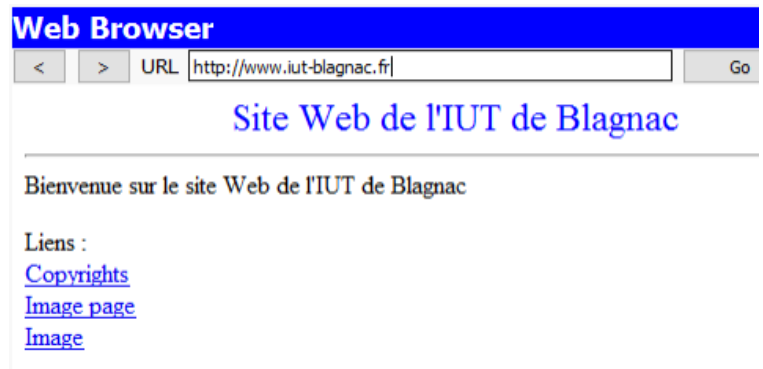 Web Browser
< > URL http://www.iut-blagnac.fr Go
Site Web de l'IUT de Blagnac
Bienvenue sur le site Web de l'IUT de Blagnac
Liens :
Copyrights
Image page
Image